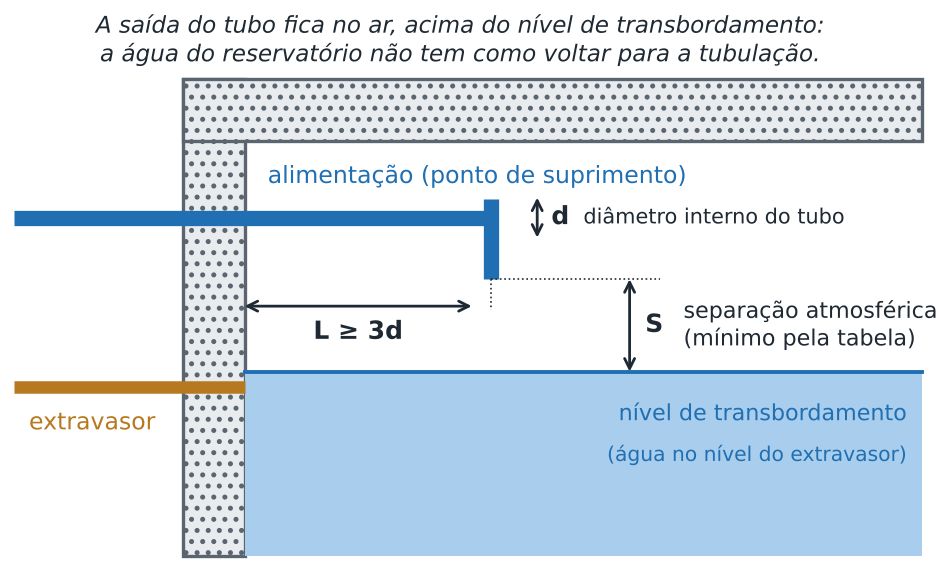 A saída do tubo fica no ar, acima do nível de transbordamento:
a água do reservatório não tem como voltar para a tubulação.
alimentação (ponto de suprimento)
d diâmetro interno do tubo
L ≥ 3d
S separação atmosférica
(mínimo pela tabela)
extravasor
nível de transbordamento
(água no nível do extravasor)